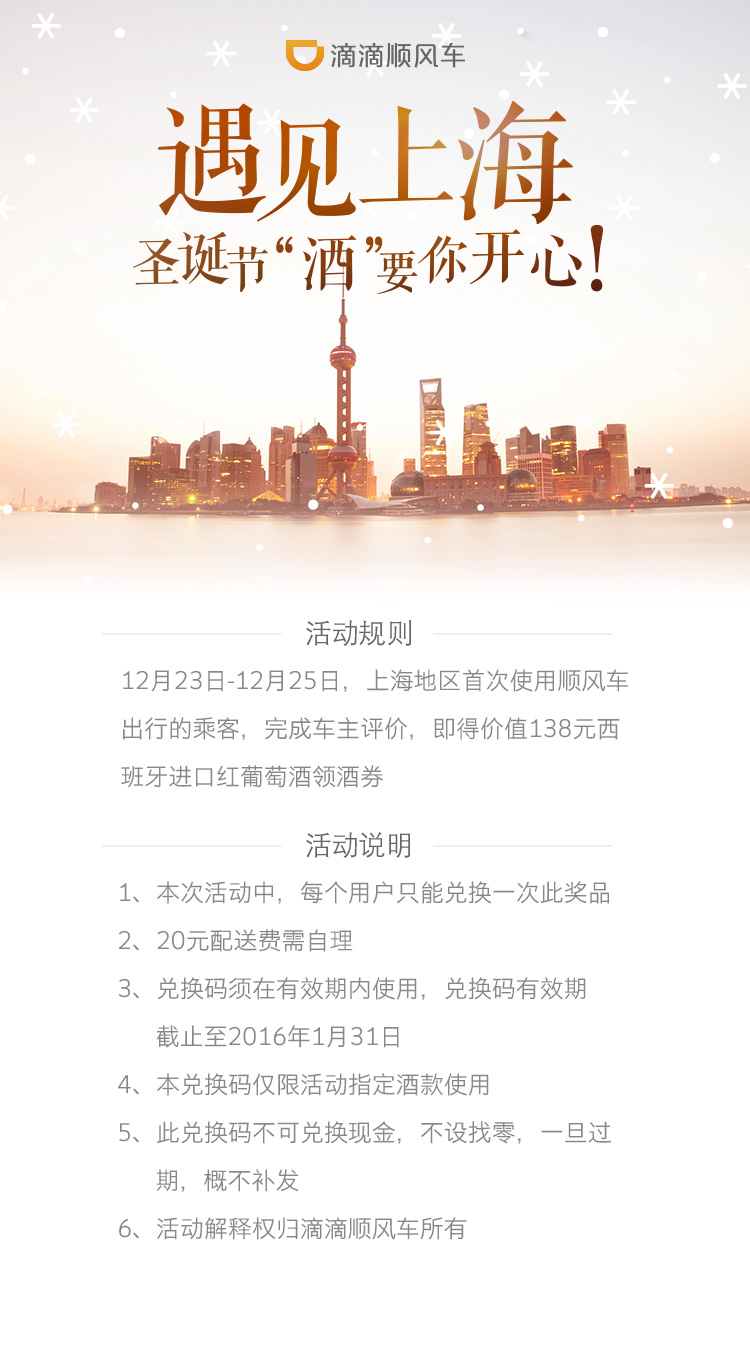 滴滴顺风车
遇见上海
圣诞节“酒”要你开心！
活动规则
12月23日-12月25日，上海地区首次使用顺风车
出行的乘客，完成车主评价，即得价值138元西
班牙进口红葡萄酒领酒券
活动说明
1、本次活动中，每个用户只能兑换一次此奖品
2、20元配送费需自理
3、兑换码须在有效期内使用，兑换码有效期
截止至2016年1月31日
4、本兑换码仅限活动指定酒款使用
5、此兑换码不可兑换现金，不设找零，一旦过
期，概不补发
6、活动解释权归滴滴顺风车所有